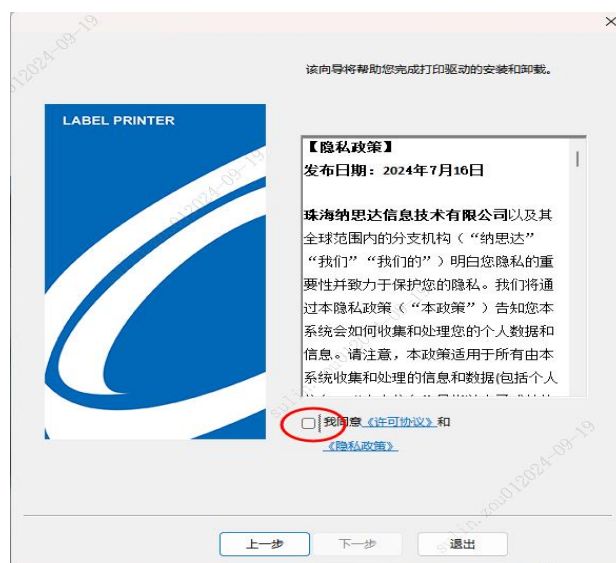 该向导将帮助您完成打印驱动的安装和卸载。
LABEL PRINTER
【隐私政策】
发布日期：2024年7月16日
珠海纳思达信息技术有限公司以及其
全球范围内的分支机构（“纳思达”
“我们”“我们的”）明白您隐私的重
要性并致力于保护您的隐私。我们将通
过本隐私政策（“本政策”）告知您本
系统会如何收集和处理您的个人数据和
信息。请注意，本政策适用于所有由本
系统收集和处理的信息和数据(包括个人
我同意《许可协议》和
《隐私政策》
上一步
下一步
退出
sulin.zou012024-09-19